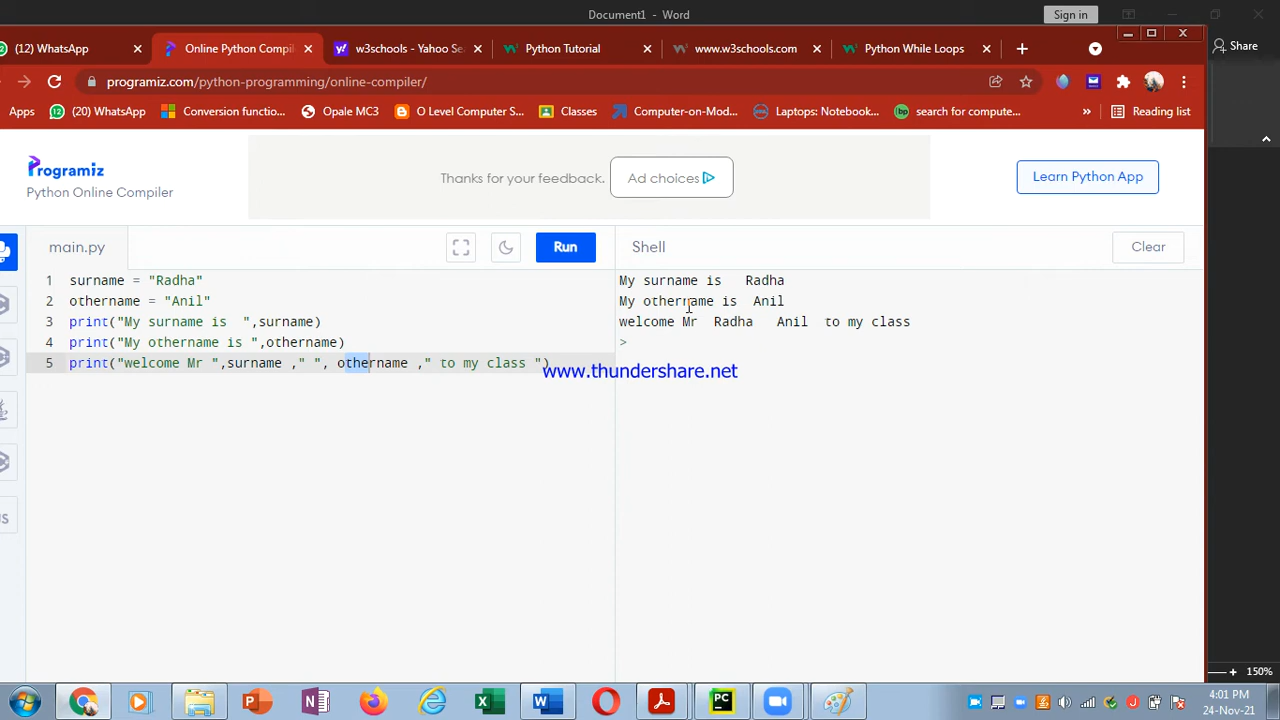 Document1 - Word
Sign in
(12) WhatsApp
Online Python Compil
w3schools - Yahoo Se
Python Tutorial
www.w3schools.com
Python While Loops
Share
programiz.com/python-programming/online-compiler/
Apps
(20) WhatsApp
Conversion functio...
Opale MC3
O Level Computer S...
Classes
Computer-on-Mod...
Laptops: Notebook...
search for compute...
Reading list
Programiz
Python Online Compiler
Thanks for your feedback.
Ad choices
Learn Python App
main.py
Run
Shell
Clear
1 surname = "Radha"
2 othername = "Anil"
3 print("My surname is  ",surname)
4 print("My othername is ",othername)
5 print("welcome Mr ",surname ," ", othername ," to my class ")
My surname is   Radha
My othername is  Anil
welcome Mr  Radha   Anil  to my class
>
www.thundershare.net
150%
4:01 PM
24-Nov-21